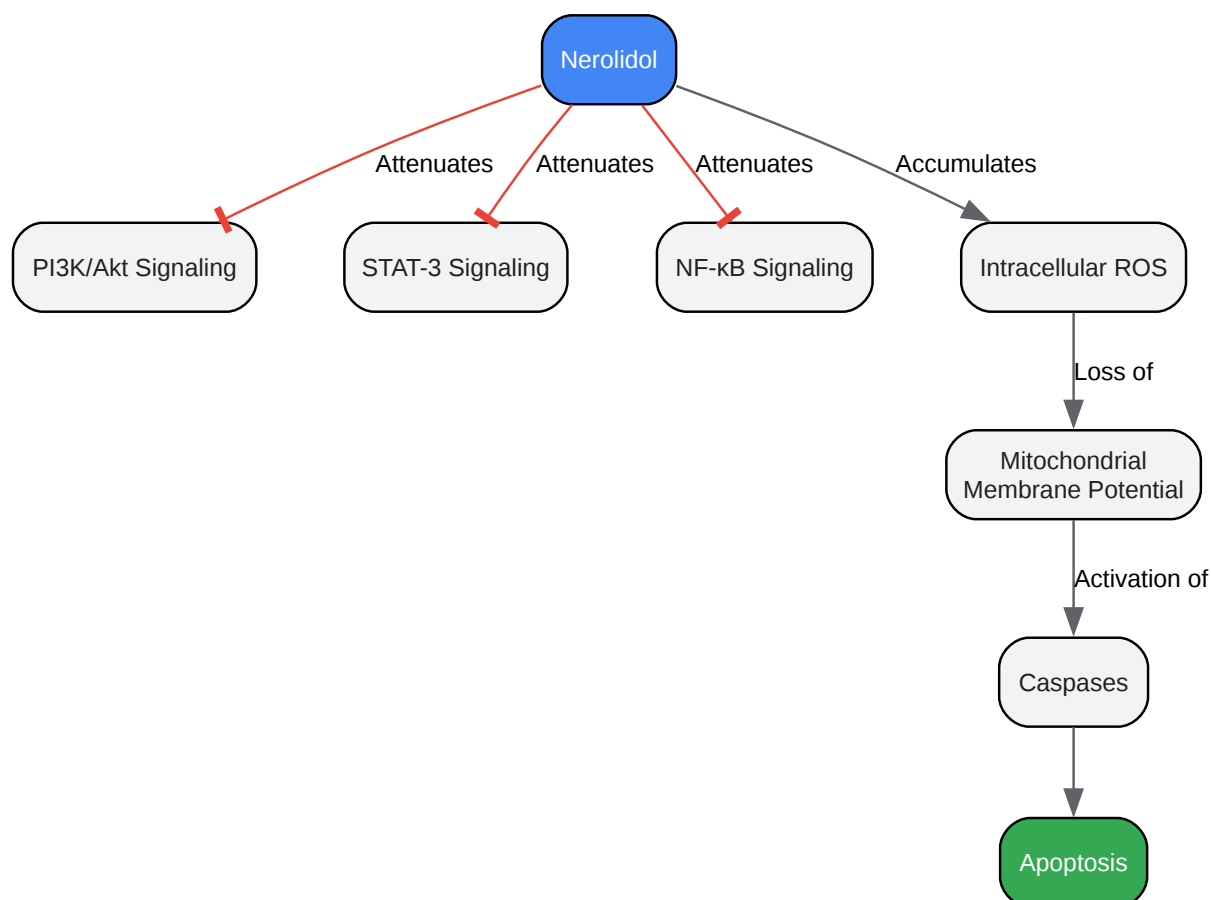 Nerolidol
Attenuates
Attenuates
Attenuates
Accumulates
PI3K/Akt Signaling
STAT-3 Signaling
NF-κB Signaling
Intracellular ROS
Loss of
Mitochondrial
Membrane Potential
Activation of
Caspases
Apoptosis